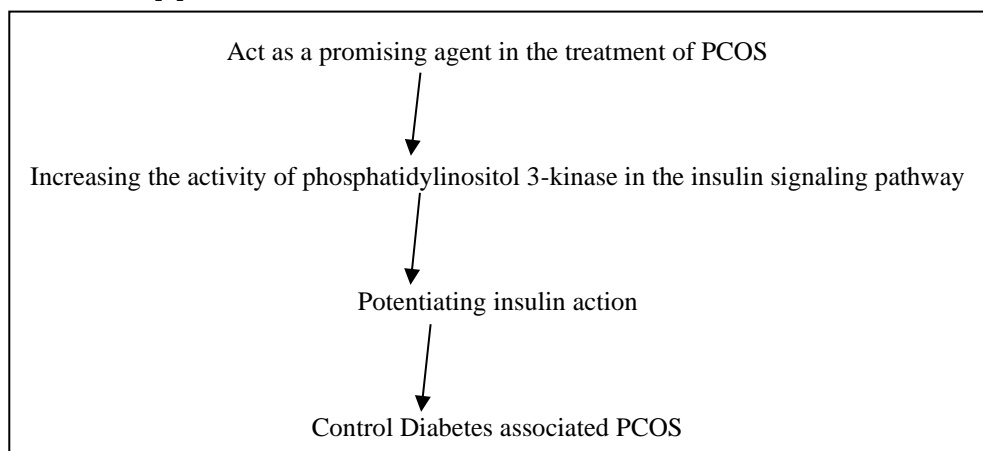 Act as a promising agent in the treatment of PCOS
Increasing the activity of phosphatidylinositol 3-kinase in the insulin signaling pathway
Potentiating insulin action
Control Diabetes associated PCOS